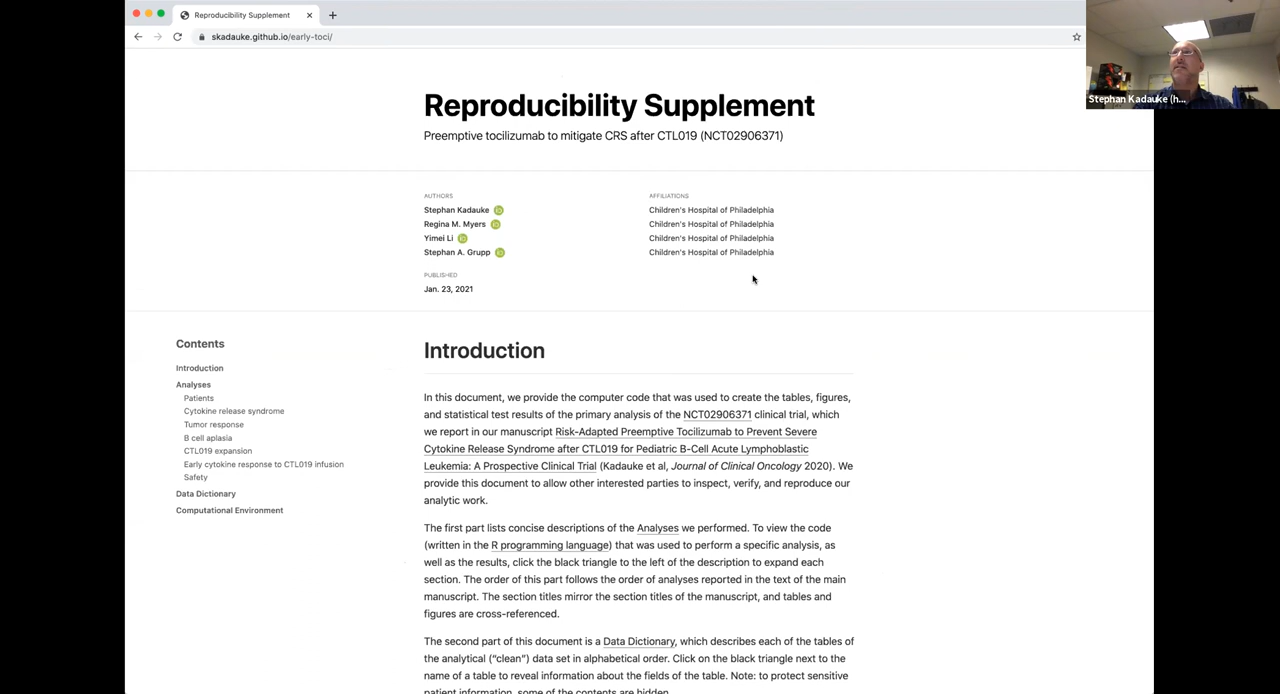 Reproducibility Supplement
skadauke.github.io/early-toci/
Stephan Kadauke (h...
Reproducibility Supplement
Preemptive tocilizumab to mitigate CRS after CTL019 (NCT02906371)
AUTHORS
AFFILIATIONS
Stephan Kadauke
Children's Hospital of Philadelphia
Regina M. Myers
Children's Hospital of Philadelphia
Yimei Li
Children's Hospital of Philadelphia
Stephan A. Grupp
Children's Hospital of Philadelphia
PUBLISHED
Jan. 23, 2021
Contents
Introduction
Analyses
Patients
Cytokine release syndrome
Tumor response
B cell aplasia
CTL019 expansion
Early cytokine response to CTL019 infusion
Safety
Data Dictionary
Computational Environment
Introduction
In this document, we provide the computer code that was used to create the tables, figures,
and statistical test results of the primary analysis of the NCT02906371 clinical trial, which
we report in our manuscript Risk-Adapted Preemptive Tocilizumab to Prevent Severe
Cytokine Release Syndrome after CTL019 for Pediatric B-Cell Acute Lymphoblastic
Leukemia: A Prospective Clinical Trial (Kadauke et al, Journal of Clinical Oncology 2020). We
provide this document to allow other interested parties to inspect, verify, and reproduce our
analytic work.
The first part lists concise descriptions of the Analyses we performed. To view the code
(written in the R programming language) that was used to perform a specific analysis, as
well as the results, click the black triangle to the left of the description to expand each
section. The order of this part follows the order of analyses reported in the text of the main
manuscript. The section titles mirror the section titles of the manuscript, and tables and
figures are cross-referenced.
The second part of this document is a Data Dictionary, which describes each of the tables of
the analytical (“clean”) data set in alphabetical order. Click on the black triangle next to the
name of a table to reveal information about the fields of the table. Note: to protect sensitive
patient information, some of the contents are hidden.